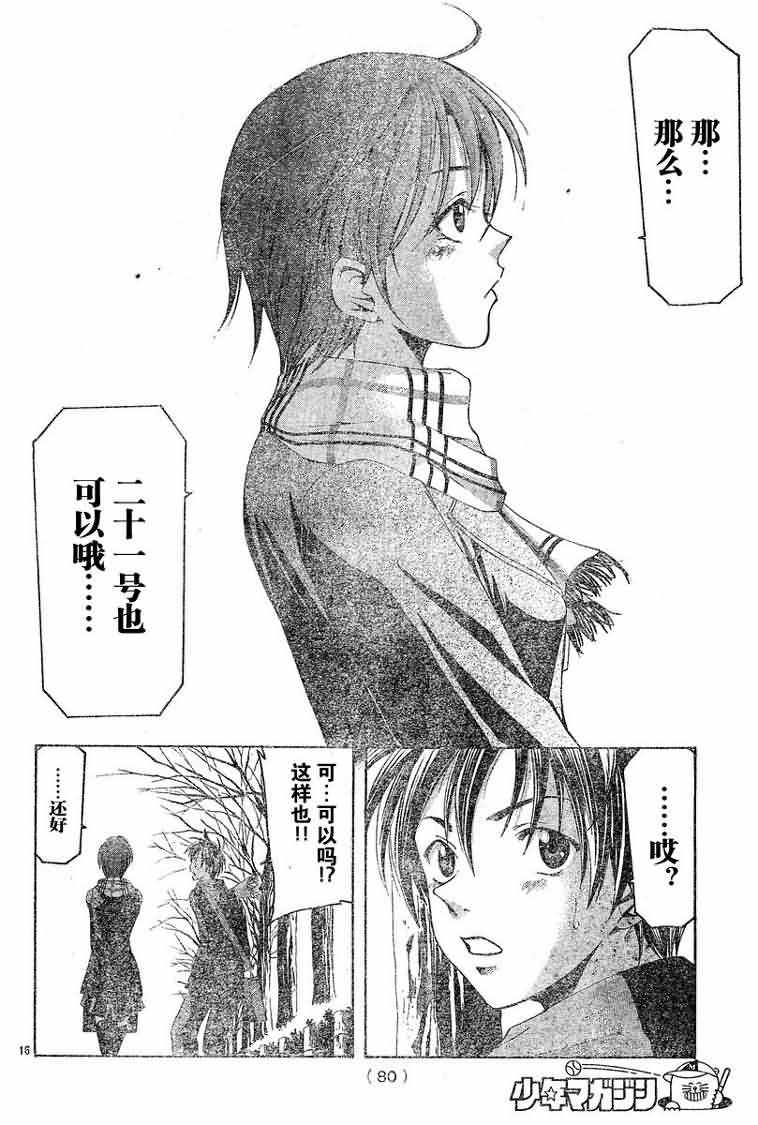 那…
那么…
二十一号也
可以哦……
……哎？
可…可以吗!?
这样也!!
……还好
16
(80)
少年マガジン